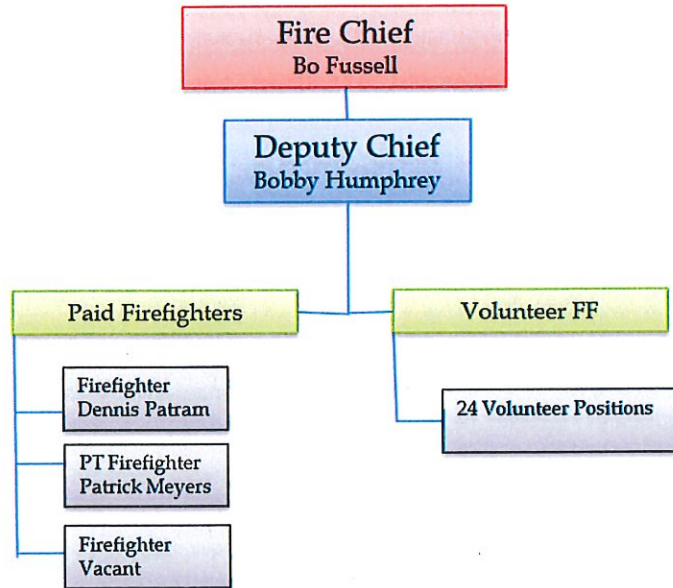 Fire Chief
Bo Fussell
Deputy Chief
Bobby Humphrey
Paid Firefighters
Volunteer FF
Firefighter
Dennis Patram
24 Volunteer Positions
PT Firefighter
Patrick Meyers
Firefighter
Vacant